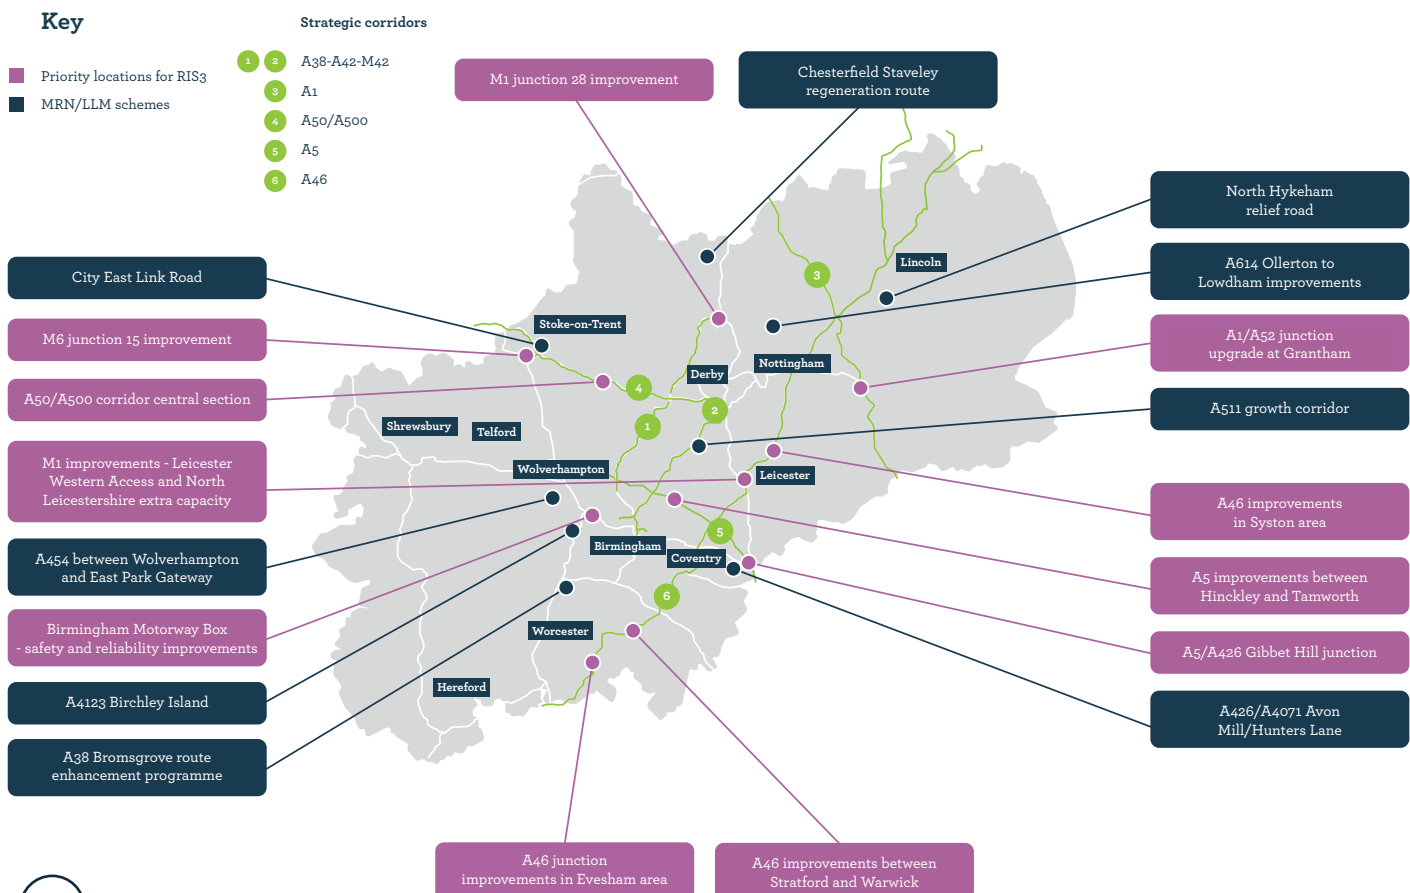 Key
Priority locations for RIS3
MRN/LLM schemes
Strategic corridors
1 2 A38-A42-M42
3 A1
4 A50/A500
5 A5
6 A46
M1 junction 28 improvement
Chesterfield Staveley
regeneration route
North Hykeham
relief road
A614 Ollerton to
Lowdham improvements
A1/A52 junction
upgrade at Grantham
A511 growth corridor
A46 improvements
in Syston area
A5 improvements between
Hinckley and Tamworth
A5/A426 Gibbet Hill junction
A426/A4071 Avon
Mill/Hunters Lane
City East Link Road
M6 junction 15 improvement
A50/A500 corridor central section
M1 improvements - Leicester
Western Access and North
Leicestershire extra capacity
A454 between Wolverhampton
and East Park Gateway
Birmingham Motorway Box
- safety and reliability improvements
A4123 Birchley Island
A38 Bromsgrove route
enhancement programme
A46 junction
improvements in Evesham area
A46 improvements between
Stratford and Warwick
Lincoln
3
Stoke-on-Trent
Nottingham
Derby
4
2
1
Shrewsbury
Telford
Wolverhampton
Leicester
5
Birmingham
Coventry
6
Worcester
Hereford